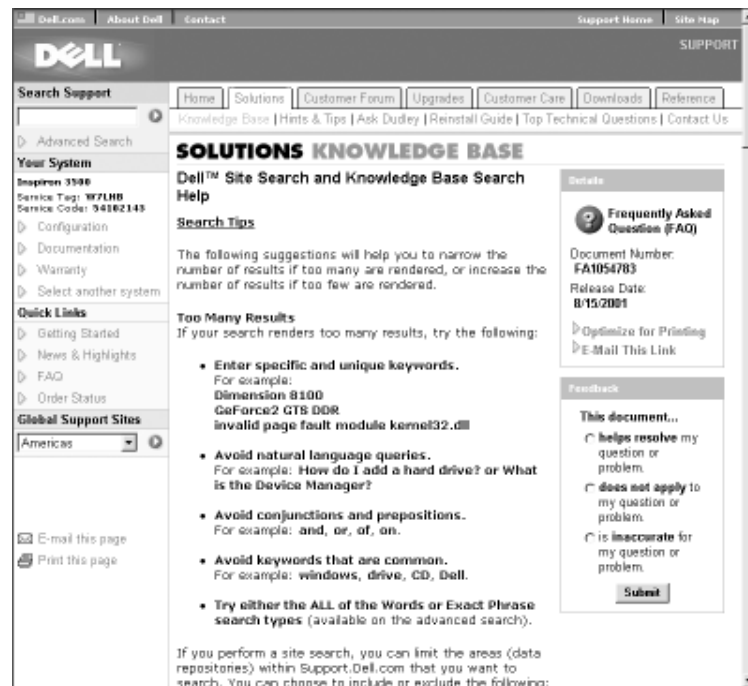 Dell.com About Dell Contact Support Home Site Map
DELL
SUPPORT
Search Support
Advanced Search
Your System
Inspiron 3500
Service Tag: W7LHB
Service Code: 54102143
Configuration
Documentation
Warranty
Select another system
Quick Links
Getting Started
News & Highlights
FAQ
Order Status
Global Support Sites
Americas
E-mail this page
Print this page
Home Solutions Customer Forum Upgrades Customer Care Downloads Reference
Knowledge Base | Hints & Tips | Ask Dudley | Reinstall Guide | Top Technical Questions | Contact Us
SOLUTIONS KNOWLEDGE BASE
Dell™ Site Search and Knowledge Base Search
Help
Search Tips
The following suggestions will help you to narrow the
number of results if too many are rendered, or increase the
number of results if too few are rendered.
Too Many Results
If your search renders too many results, try the following:
• Enter specific and unique keywords.
For example:
Dimension 8100
GeForce2 GTS DDR
invalid page fault module kernel32.dll
• Avoid natural language queries.
For example: How do I add a hard drive? or What
is the Device Manager?
• Avoid conjunctions and prepositions.
For example: and, or, of, on.
• Avoid keywords that are common.
For example: windows, drive, CD, Dell.
• Try either the ALL of the Words or Exact Phrase
search types (available on the advanced search).
If you perform a site search, you can limit the areas (data
repositories) within Support.Dell.com that you want to
search. You can choose to include or exclude the following:
Details
Frequently Asked
Question (FAQ)
Document Number:
FA1054783
Release Date:
8/15/2001
Optimize for Printing
E-Mail This Link
Feedback
This document...
helps resolve my
question or
problem.
does not apply to
my question or
problem.
is inaccurate for
my question or
problem.
Submit